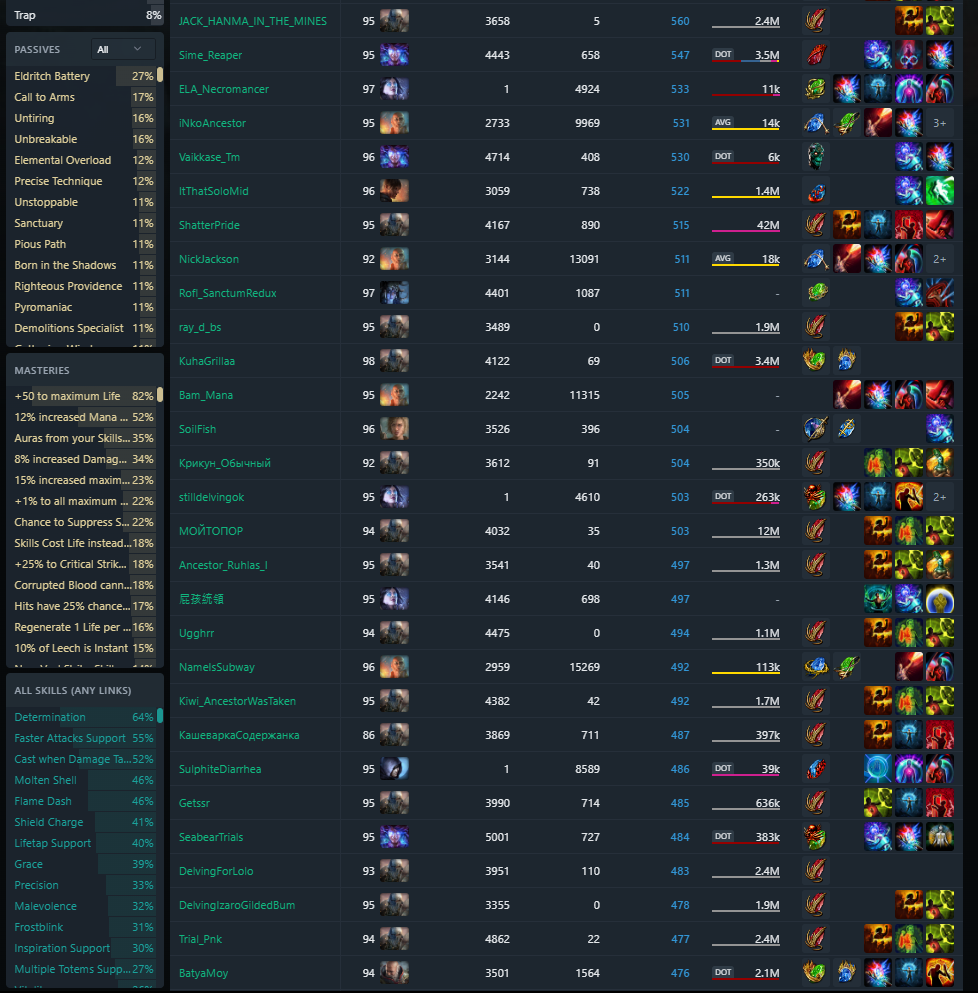 Trap 8%
PASSIVES All
Eldritch Battery 27%
Call to Arms 17%
Untiring 16%
Unbreakable 16%
Elemental Overload 12%
Precise Technique 12%
Unstoppable 11%
Sanctuary 11%
Pious Path 11%
Born in the Shadows 11%
Righteous Providence 11%
Pyromaniac 11%
Demolitions Specialist 11%
MASTERIES
+50 to maximum Life 82%
12% increased Mana ... 52%
Auras from your Skills... 35%
8% increased Damag... 34%
15% increased maxim... 23%
+1% to all maximum ... 22%
Chance to Suppress S... 22%
Skills Cost Life instead... 18%
+25% to Critical Strik... 18%
Corrupted Blood cann... 18%
Hits have 25% chance... 17%
Regenerate 1 Life per ... 16%
10% of Leech is Instant 15%
ALL SKILLS (ANY LINKS)
Determination 64%
Faster Attacks Support 55%
Cast when Damage Ta... 52%
Molten Shell 46%
Flame Dash 46%
Shield Charge 41%
Lifetap Support 40%
Grace 39%
Precision 33%
Malevolence 32%
Frostblink 31%
Inspiration Support 30%
Multiple Totems Supp... 27%
JACK_HANMA_IN_THE_MINES 95 3658 5 560 2.4M
Sime_Reaper 95 4443 658 547 DOT 3.5M
ELA_Necromancer 97 1 4924 533 11k
iNkoAncestor 95 2733 9969 531 AVG 14k 3+
Vaikkase_Tm 96 4714 408 530 DOT 6k
ItThatSoloMid 96 3059 738 522 1.4M
ShatterPride 95 4167 890 515 42M
NickJackson 92 3144 13091 511 AVG 18k 2+
Rofl_SanctumRedux 97 4401 1087 511 -
ray_d_bs 95 3489 0 510 1.9M
KuhaGrillaa 98 4122 69 506 DOT 3.4M
Bam_Mana 95 2242 11315 505 -
SoilFish 96 3526 396 504 -
Крикун_Обычный 92 3612 91 504 350k
stilldelvingok 95 1 4610 503 DOT 263k 2+
МОЙТОПОР 94 4032 35 503 12M
Ancestor_Ruhlas_I 95 3541 40 497 1.3M
屁孩統領 95 4146 698 497 -
Ugghrr 94 4475 0 494 1.1M
NameIsSubway 96 2959 15269 492 113k
Kiwi_AncestorWasTaken 95 4382 42 492 1.7M
КашеваркаСодержанка 86 3869 711 487 397k
SulphiteDiarrhea 95 1 8589 486 DOT 39k
Getssr 95 3990 714 485 636k
SeabearTrials 95 5001 727 484 DOT 383k
DelvingForLolo 93 3951 110 483 2.4M
DelvingIzaroGildedBum 95 3355 0 478 1.9M
Trial_Pnk 94 4862 22 477 2.4M
BatyaMoy 94 3501 1564 476 DOT 2.1M